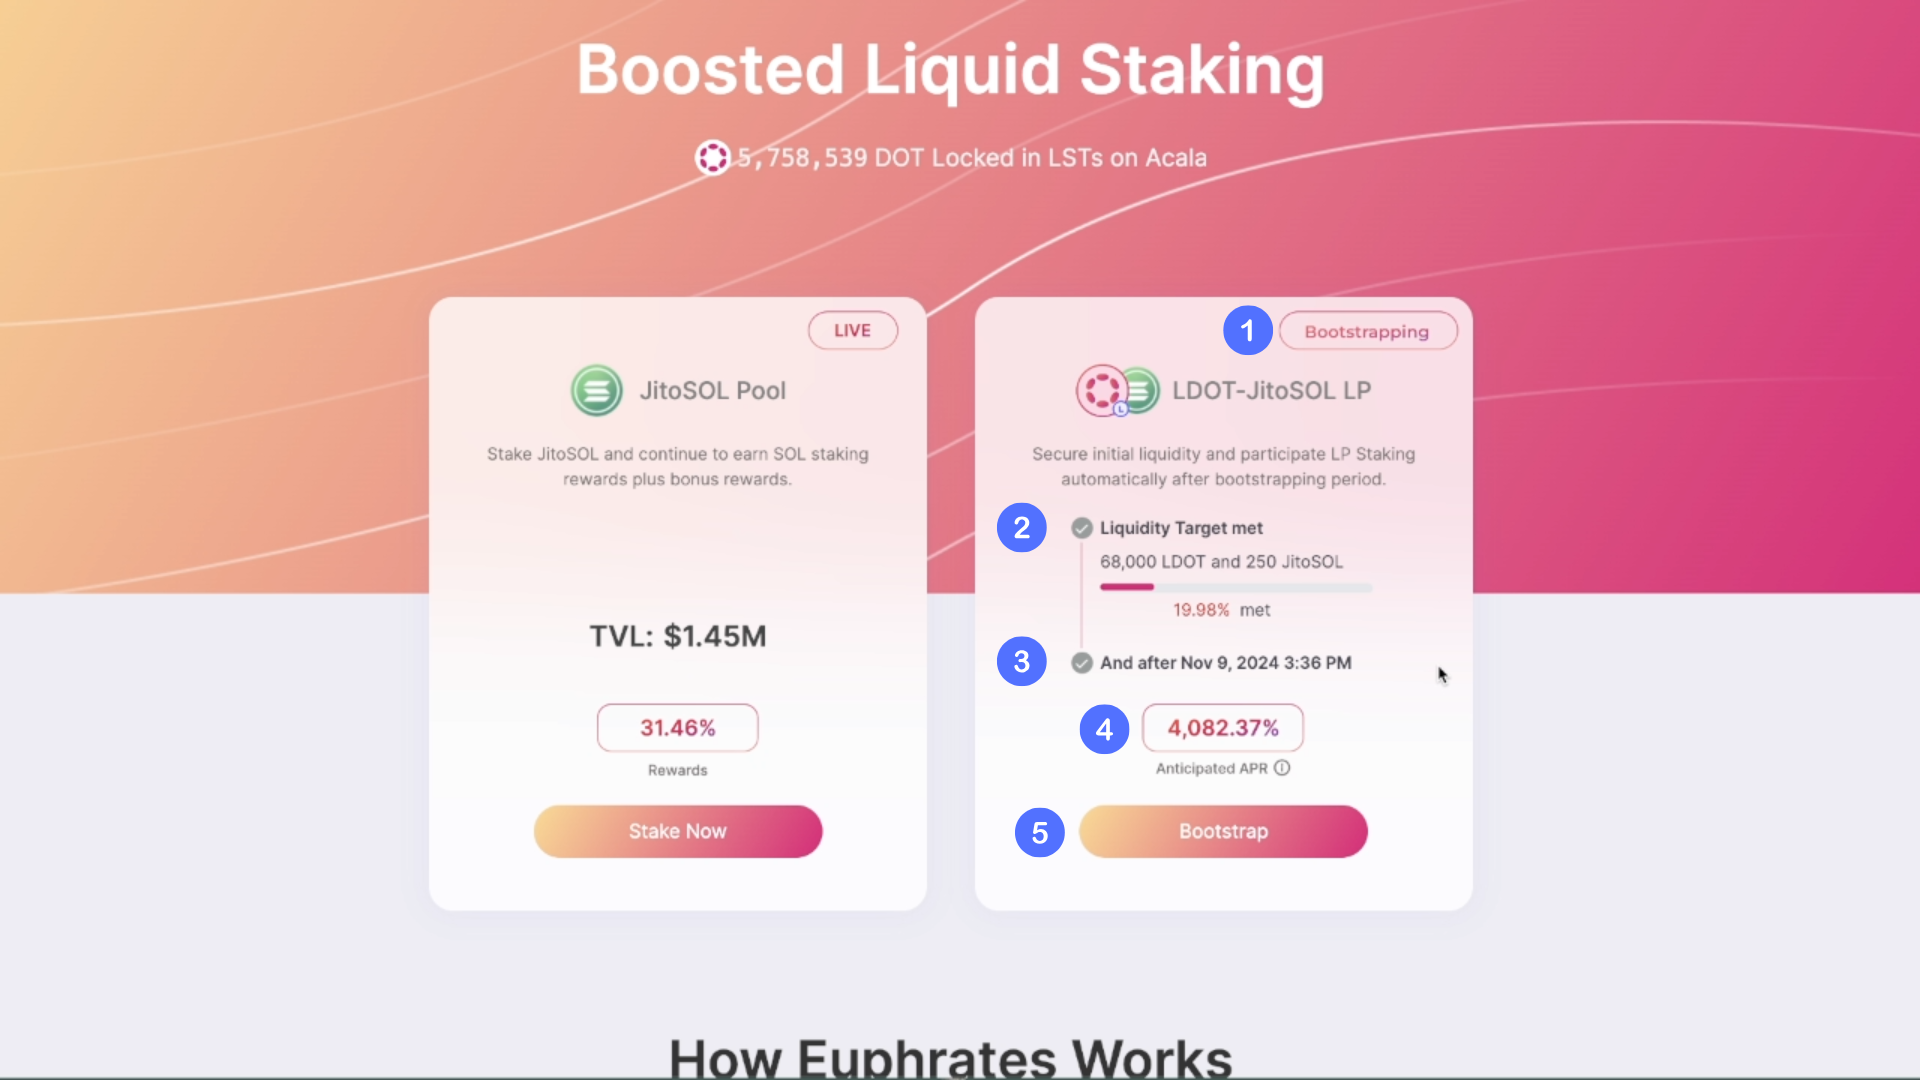 Boosted Liquid Staking
5,758,539 DOT Locked in LSTs on Acala
LIVE
JitoSOL Pool
Stake JitoSOL and continue to earn SOL staking
rewards plus bonus rewards.
TVL: $1.45M
31.46%
Rewards
Stake Now
1 Bootstrapping
L
LDOT-JitoSOL LP
Secure initial liquidity and participate LP Staking
automatically after bootstrapping period.
2 Liquidity Target met
68,000 LDOT and 250 JitoSOL
19.98% met
3 And after Nov 9, 2024 3:36 PM
4 4,082.37%
Anticipated APR
5 Bootstrap
How Euphrates Works